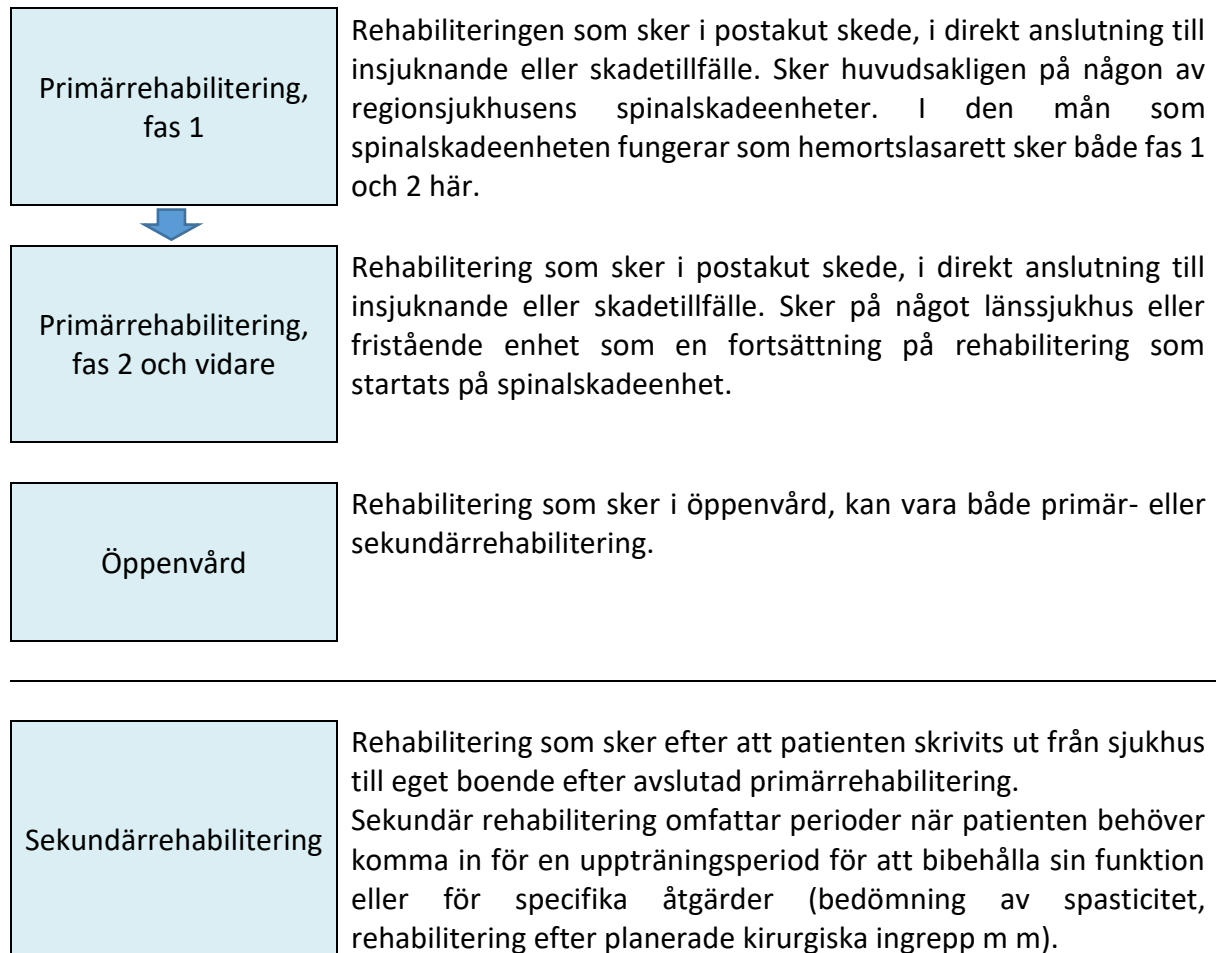 Primärrehabilitering,
fas 1
Rehabiliteringen som sker i postakut skede, i direkt anslutning till
insjuknande eller skadetillfälle. Sker huvudsakligen på någon av
regionsjukhusens spinalskadeenheter. I den mån som
spinalskadeenheten fungerar som hemortslasarett sker både fas 1
och 2 här.
Primärrehabilitering,
fas 2 och vidare
Rehabilitering som sker i postakut skede, i direkt anslutning till
insjuknande eller skadetillfälle. Sker på något länssjukhus eller
fristående enhet som en fortsättning på rehabilitering som
startats på spinalskadeenhet.
Öppenvård
Rehabilitering som sker i öppenvård, kan vara både primär- eller
sekundärrehabilitering.
Sekundärrehabilitering
Rehabilitering som sker efter att patienten skrivits ut från sjukhus
till eget boende efter avslutad primärrehabilitering.
Sekundär rehabilitering omfattar perioder när patienten behöver
komma in för en uppträningsperiod för att bibehålla sin funktion
eller för specifika åtgärder (bedömning av spasticitet,
rehabilitering efter planerade kirurgiska ingrepp m m).